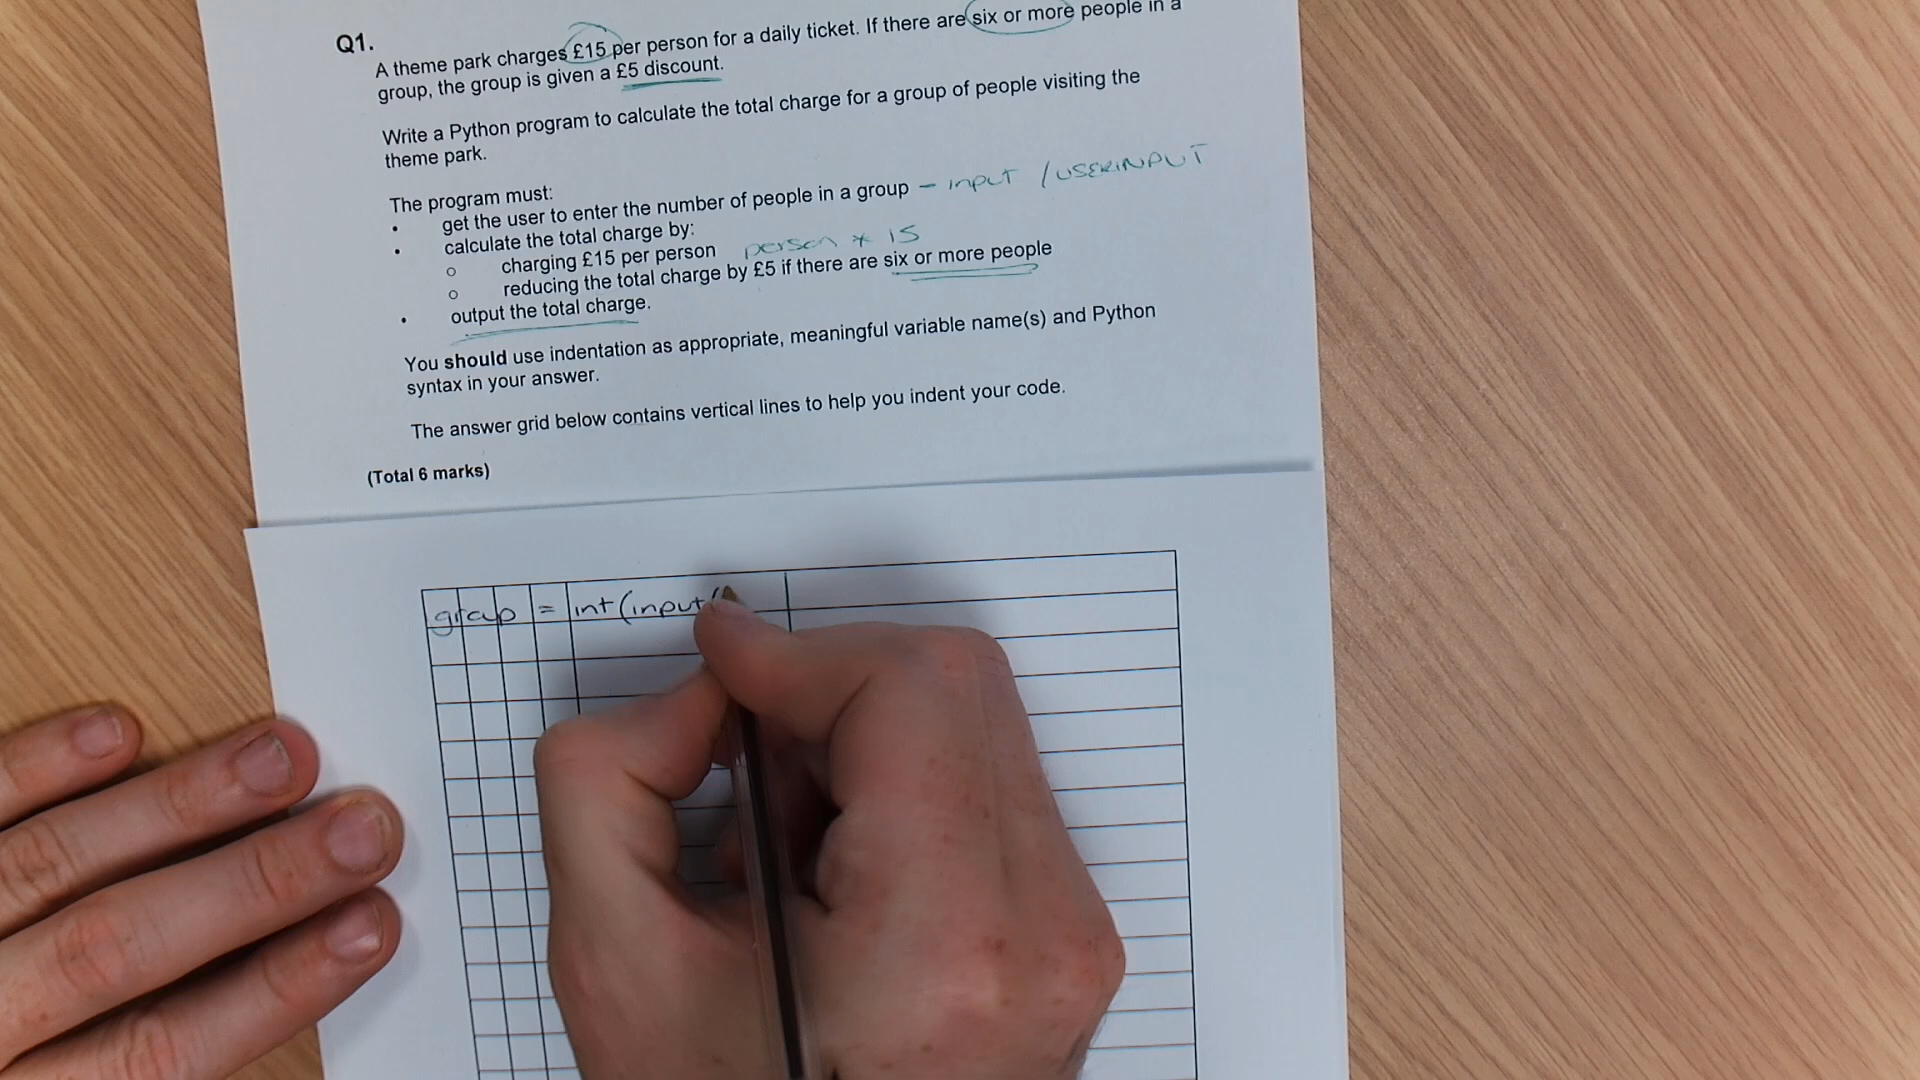 Q1.
A theme park charges £15 per person for a daily ticket. If there are six or more people in a
group, the group is given a £5 discount.
Write a Python program to calculate the total charge for a group of people visiting the
theme park.
The program must:
• get the user to enter the number of people in a group - input / USERINPUT
• calculate the total charge by:
o charging £15 per person person * 15
o reducing the total charge by £5 if there are six or more people
• output the total charge.
You should use indentation as appropriate, meaningful variable name(s) and Python
syntax in your answer.
The answer grid below contains vertical lines to help you indent your code.
(Total 6 marks)
group = int(input(